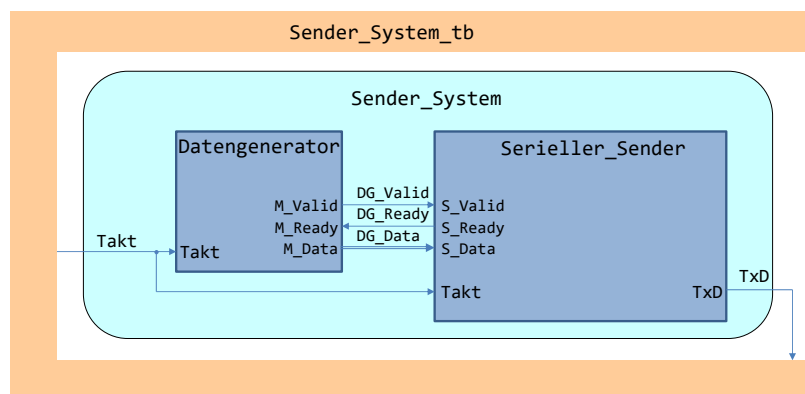 Sender_System_tb
Sender_System
Datengenerator
Serieller_Sender
DG_Valid
M_Valid
S_Valid
DG_Ready
M_Ready
S_Ready
DG_Data
M_Data
S_Data
Takt
Takt
Takt
TxD
TxD